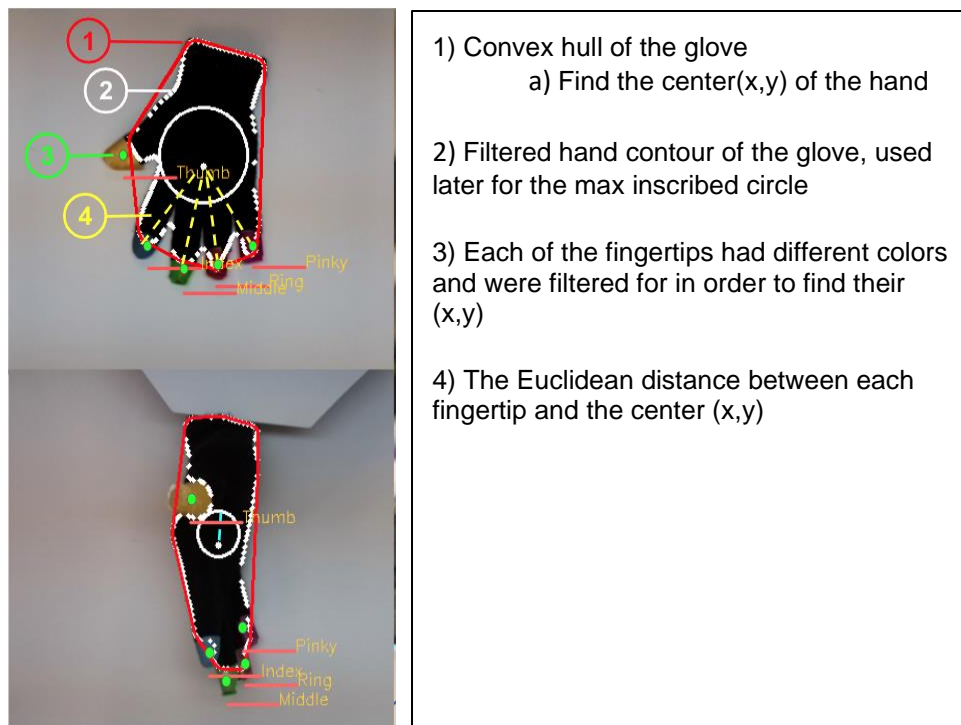 1
2
3
Thumb
4
Index
Pinky
Ring
Middle
Thumb
Pinky
Index
Ring
Middle
1) Convex hull of the glove
a) Find the center(x,y) of the hand
2) Filtered hand contour of the glove, used
later for the max inscribed circle
3) Each of the fingertips had different colors
and were filtered for in order to find their
(x,y)
4) The Euclidean distance between each
fingertip and the center (x,y)